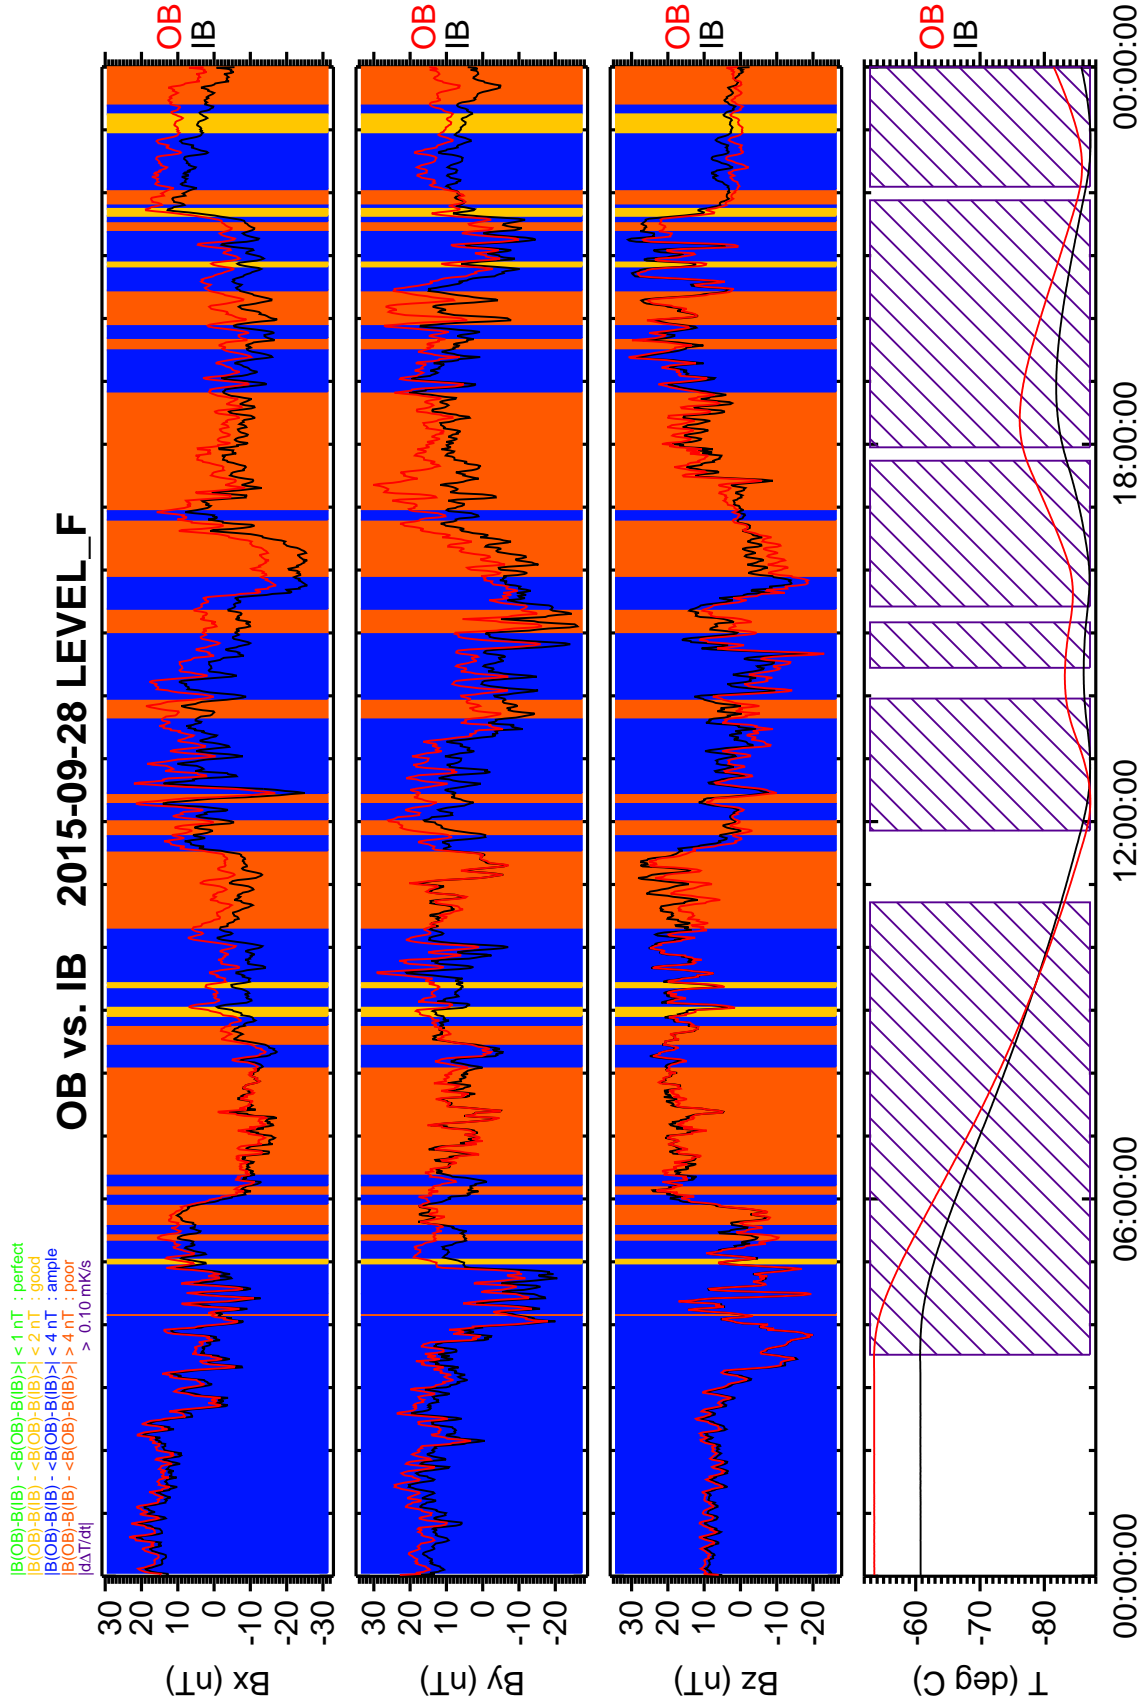 |B(OB)-B(IB) - <B(OB)-B(IB)>| < 1 nT : perfect
|B(OB)-B(IB) - <B(OB)-B(IB)>| < 2 nT : good
|B(OB)-B(IB) - <B(OB)-B(IB)>| < 4 nT : ample
|B(OB)-B(IB) - <B(OB)-B(IB)>| > 4 nT : poor
|dΔT/dt| > 0.10 mK/s
OB vs. IB 2015-09-28 LEVEL_F
Bx (nT)
30
20
10
0
-10
-20
-30
OB
IB
By (nT)
30
20
10
0
-10
-20
OB
IB
Bz (nT)
30
20
10
0
-10
-20
OB
IB
T (deg C)
-60
-70
-80
OB
IB
00:00:00
06:00:00
12:00:00
18:00:00
00:00:00